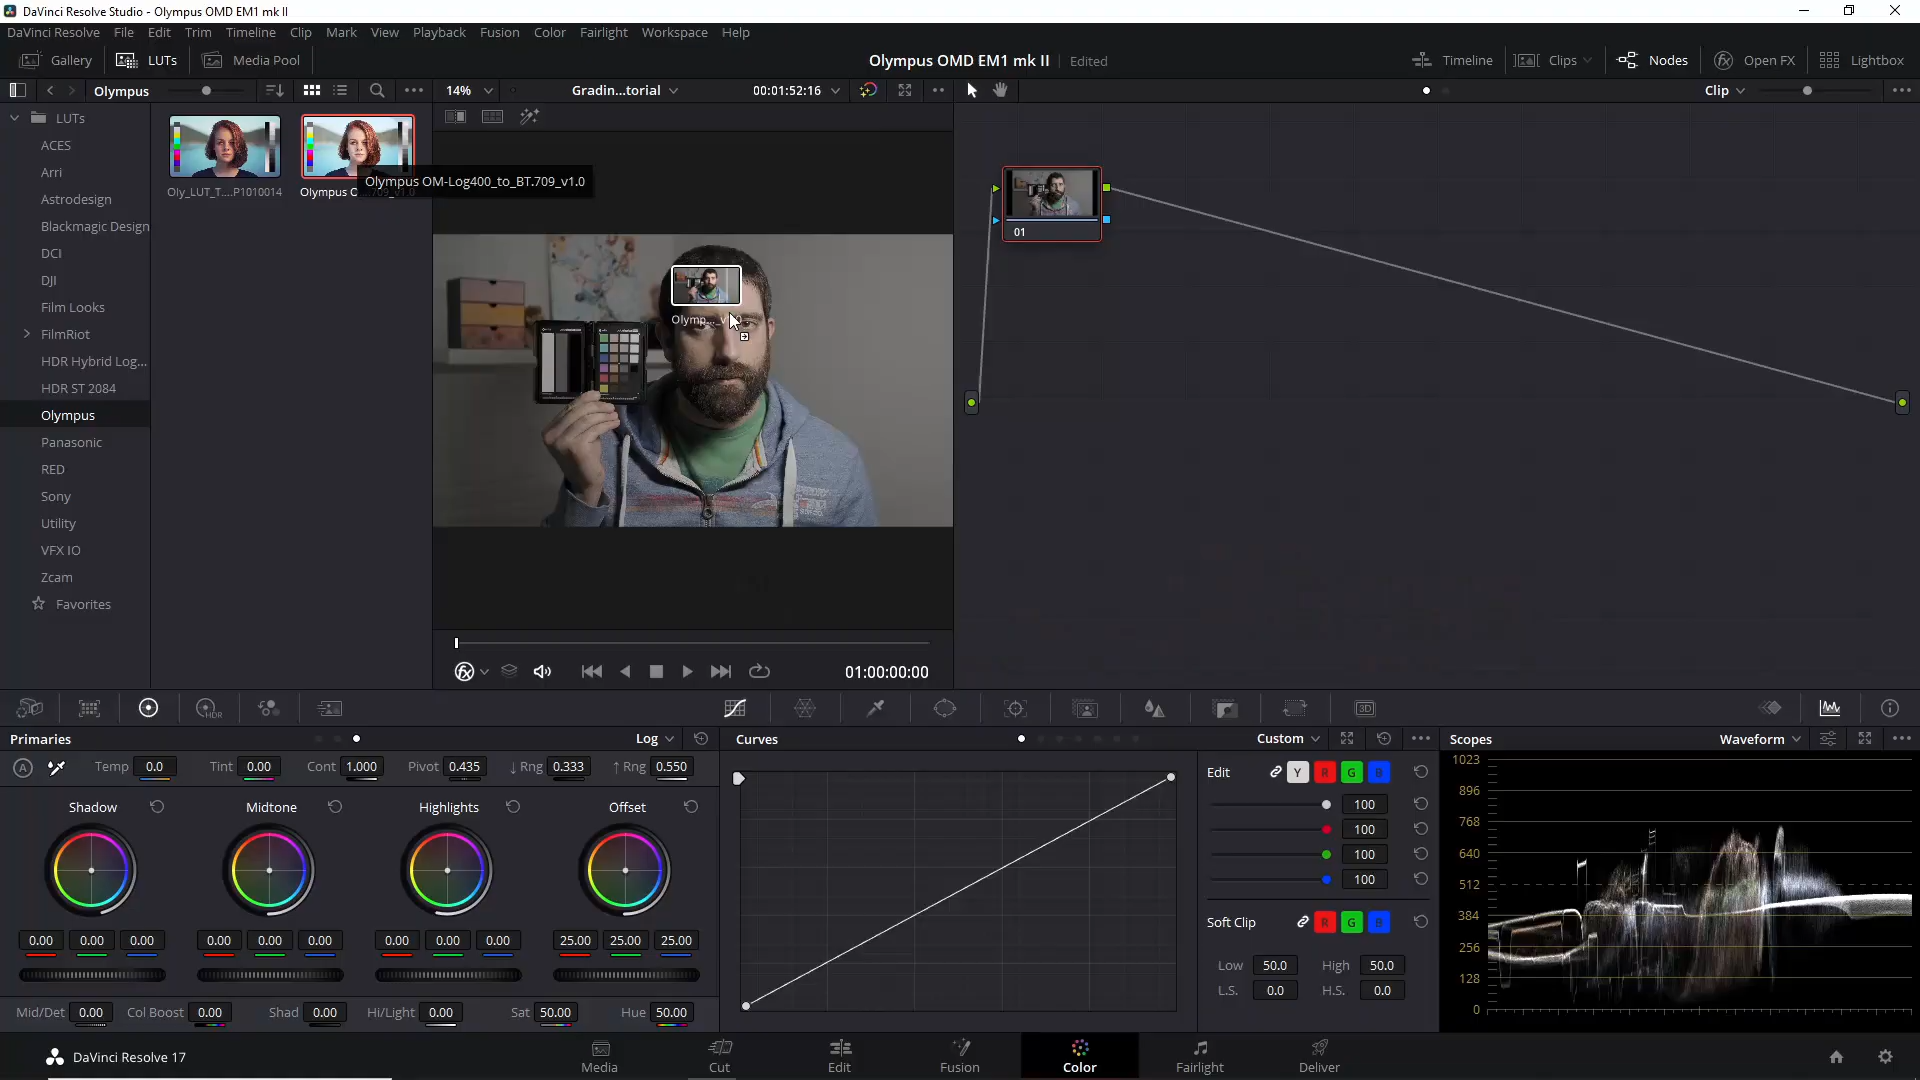 DaVinci Resolve Studio - Olympus OMD EM1 mk II
DaVinci Resolve File Edit Trim Timeline Clip Mark View Playback Fusion Color Fairlight Workspace Help
Gallery LUTs Media Pool Olympus OMD EM1 mk II Edited Timeline Clips Nodes Open FX Lightbox
Olympus 14% Gradin...torial 00:01:52:16 Clip
LUTs
ACES
Arri
Astrodesign
Blackmagic Design
DCI
DJI
Film Looks
FilmRiot
HDR Hybrid Log...
HDR ST 2084
Olympus
Panasonic
RED
Sony
Utility
VFX IO
Zcam
Favorites
Oly_LUT_T....P1010014
Olympus O
Olympus OM-Log400_to_BT.709_v1.0
Olymp..._v
01
01:00:00:00
Primaries Log
Temp 0.0 Tint 0.00 Cont 1.000 Pivot 0.435 ↓ Rng 0.333 ↑ Rng 0.550
Shadow Midtone Highlights Offset
0.00 0.00 0.00 0.00 0.00 0.00 0.00 0.00 0.00 25.00 25.00 25.00
Mid/Det 0.00 Col Boost 0.00 Shad 0.00 Hi/Light 0.00 Sat 50.00 Hue 50.00
Curves Custom
Edit Y R G B
100
100
100
100
Soft Clip R G B
Low 50.0 High 50.0
L.S. 0.0 H.S. 0.0
Scopes Waveform
1023
896
768
640
512
384
256
128
0
DaVinci Resolve 17
Media Cut Edit Fusion Color Fairlight Deliver